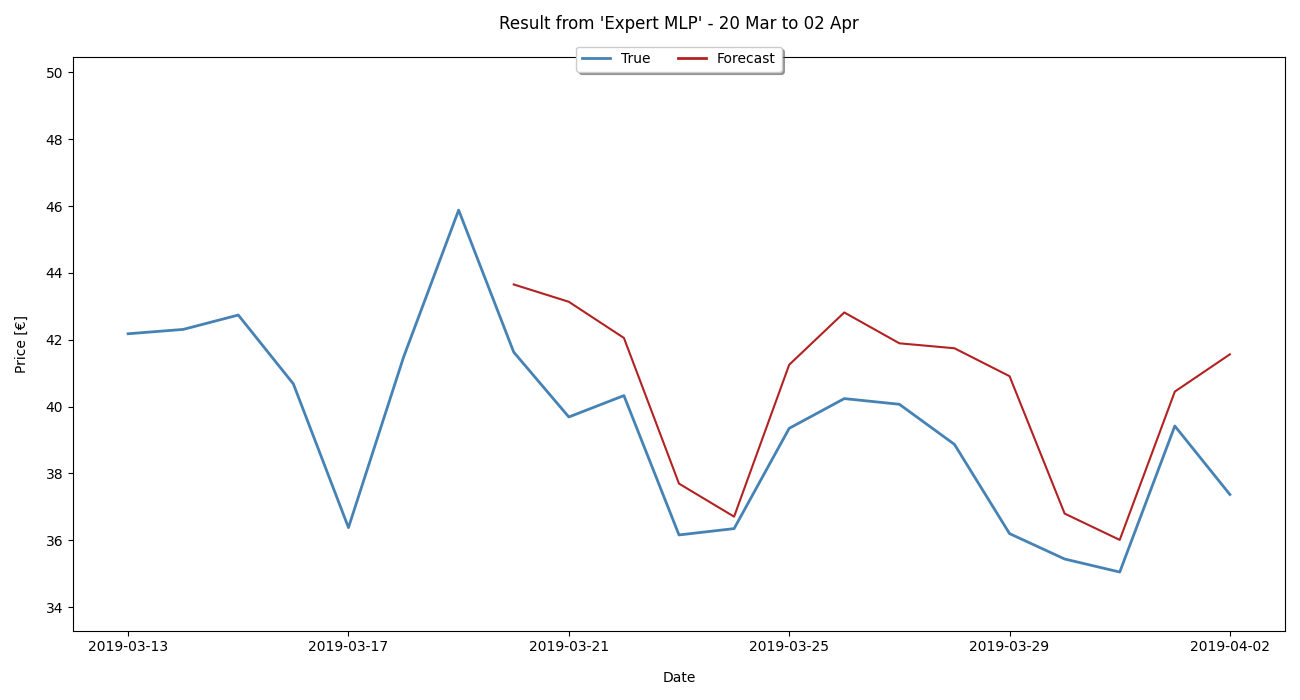 Result from 'Expert MLP' - 20 Mar to 02 Apr
True Forecast
50
48
46
44
42
40
38
36
34
Price [€]
2019-03-13 2019-03-17 2019-03-21 2019-03-25 2019-03-29 2019-04-02
Date